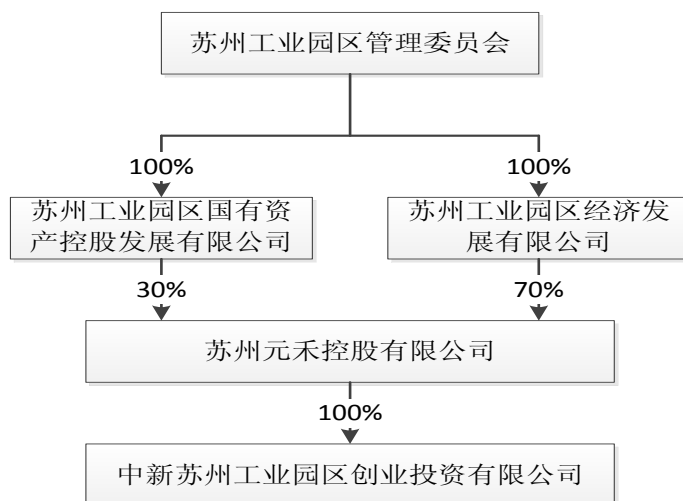 苏州工业园区管理委员会
100%
100%
苏州工业园区国有资
产控股发展有限公司
苏州工业园区经济发
展有限公司
30%
70%
苏州元禾控股有限公司
100%
中新苏州工业园区创业投资有限公司